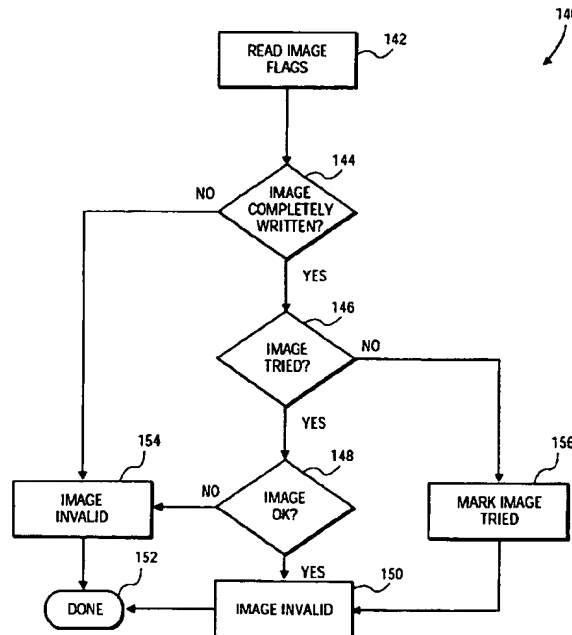 140
READ IMAGE
FLAGS
142
144
NO
IMAGE
COMPLETELY
WRITTEN?
YES
146
IMAGE
TRIED?
NO
YES
154
148
156
IMAGE
INVALID
NO
IMAGE
OK?
MARK IMAGE
TRIED
152
YES
150
DONE
IMAGE INVALID